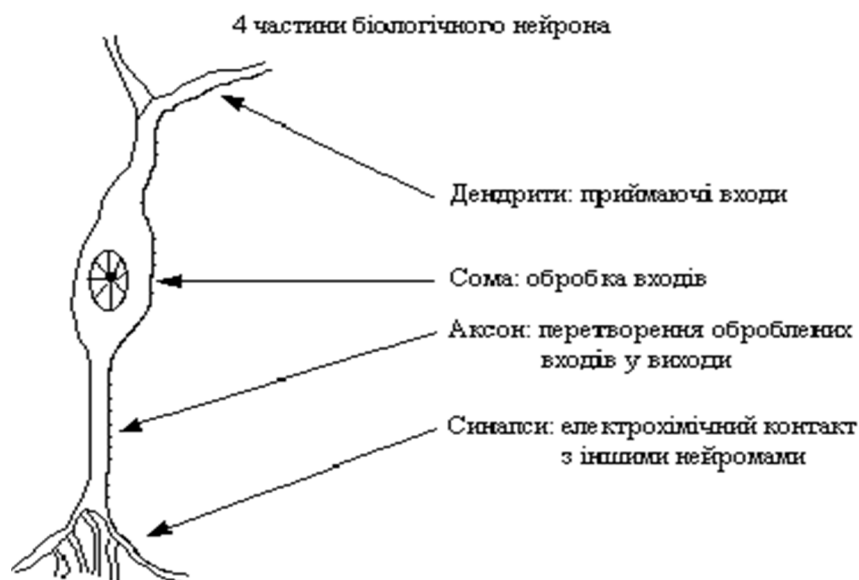 4 частини біологічного нейрона
Дендрити: приймаючі входи
Сома: обробка входів
Аксон: перетворення оброблених
входів у виходи
Синапси: електрохімічний контакт
з іншими нейромами